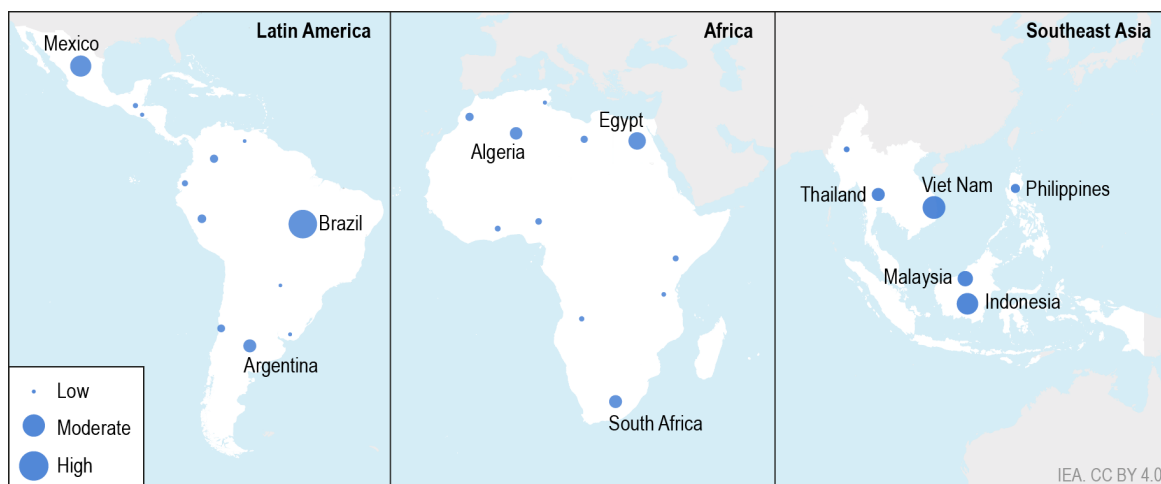 Latin America
Mexico
Brazil
Argentina
Low
Moderate
High
Africa
Egypt
Algeria
South Africa
Southeast Asia
Thailand
Viet Nam
Philippines
Malaysia
Indonesia
IEA. CC BY 4.0